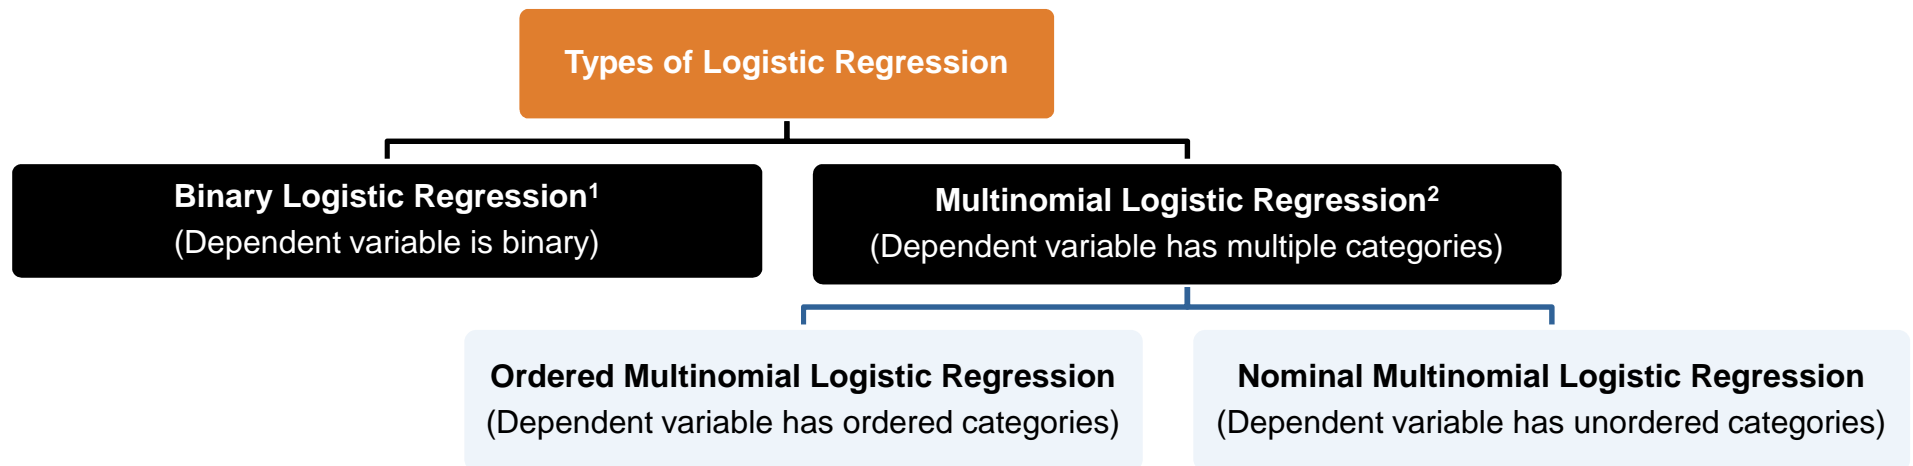 Types of Logistic Regression
Binary Logistic Regression¹
(Dependent variable is binary)
Multinomial Logistic Regression²
(Dependent variable has multiple categories)
Ordered Multinomial Logistic Regression
(Dependent variable has ordered categories)
Nominal Multinomial Logistic Regression
(Dependent variable has unordered categories)